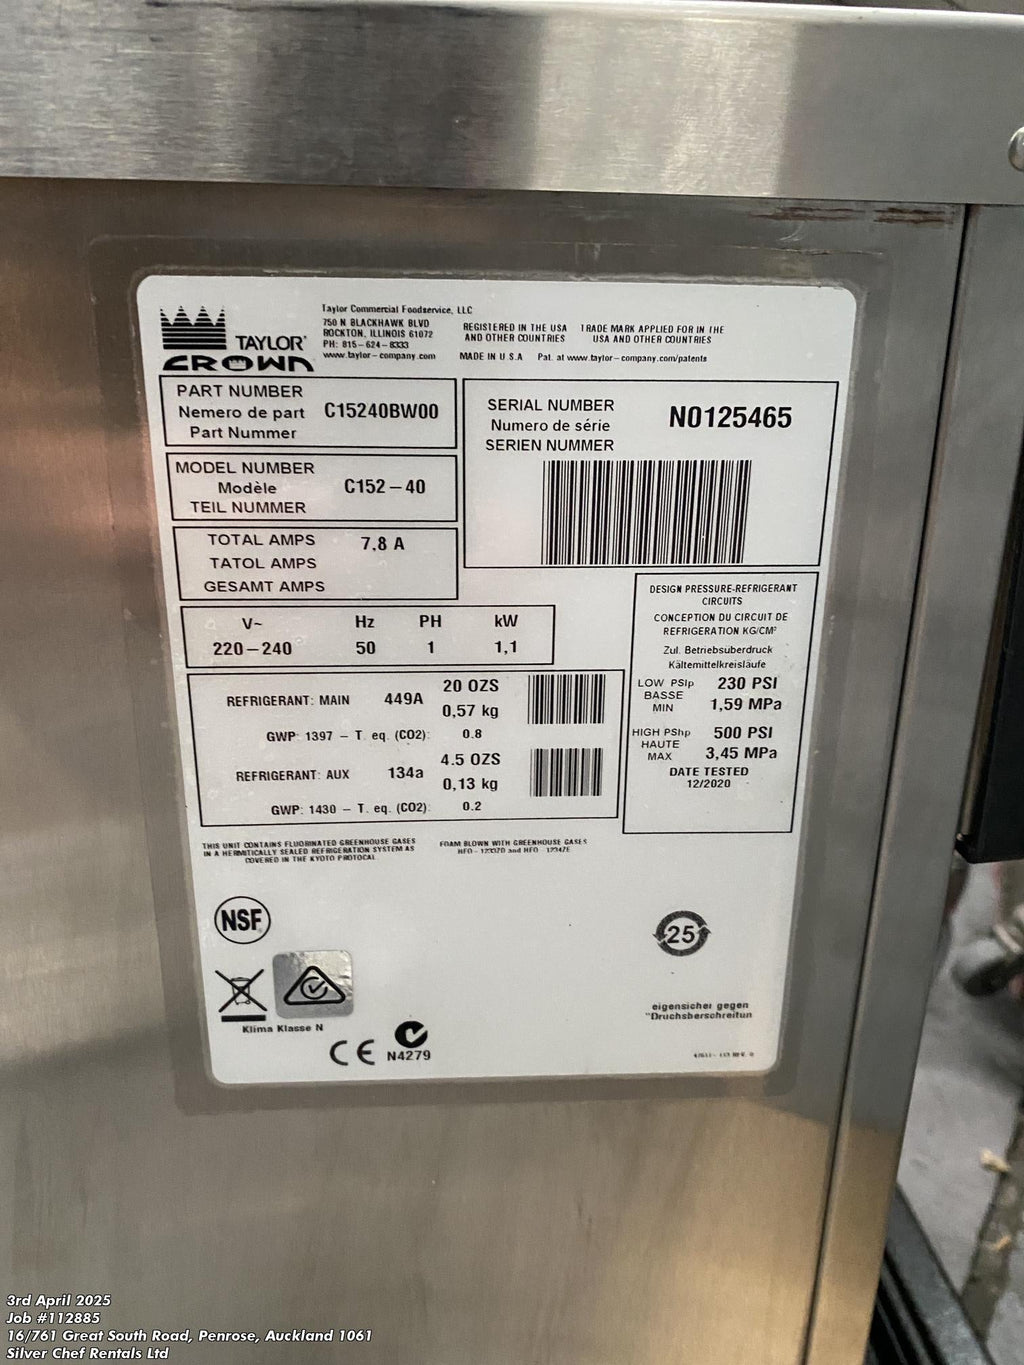 TAYLOR
CROWN
Taylor Commercial Foodservice, LLC
750 N BLACKHAWK BLVD
ROCKTON, ILLINOIS 61072
PH: 815-624-8333
www.taylor-company.com
REGISTERED IN THE USA
AND OTHER COUNTRIES
TRADE MARK APPLIED FOR IN THE
USA AND OTHER COUNTRIES
MADE IN U.S.A Pat. at www.taylor-company.com/patents
PART NUMBER
Nemero de part C15240BW00
Part Nummer
SERIAL NUMBER
Numero de série N0125465
SERIEN NUMMER
MODEL NUMBER
Modèle C152-40
TEIL NUMMER
TOTAL AMPS 7,8 A
TATOL AMPS
GESAMT AMPS
V~ Hz PH kW
220-240 50 1 1,1
REFRIGERANT: MAIN 449A 20 OZS
0,57 kg
GWP: 1397 - T. eq. (CO2): 0.8
REFRIGERANT: AUX 134a 4.5 OZS
0,13 kg
GWP: 1430 - T. eq. (CO2): 0.2
DESIGN PRESSURE-REFRIGERANT
CIRCUITS
CONCEPTION DU CIRCUIT DE
REFRIGERATION KG/CM²
Zul. Betriebsüberdruck
Kältemittelkreisläufe
LOW PSIp 230 PSI
BASSE
MIN 1,59 MPa
HIGH PShp 500 PSI
HAUTE
MAX 3,45 MPa
DATE TESTED
12/2020
THIS UNIT CONTAINS FLUORINATED GREENHOUSE GASES
IN A HERMITICALLY SEALED REFRIGERATION SYSTEM AS
COVERED IN THE KYOTO PROTOCAL
FOAM BLOWN WITH GREENHOUSE GASES
HFO-1233ZD and HFO-1234ZE
NSF
25
Klima Klasse N
CE N4279
eigensicher gegen
"Druchsberschreitun
3rd April 2025
Job #112885
16/761 Great South Road, Penrose, Auckland 1061
Silver Chef Rentals Ltd